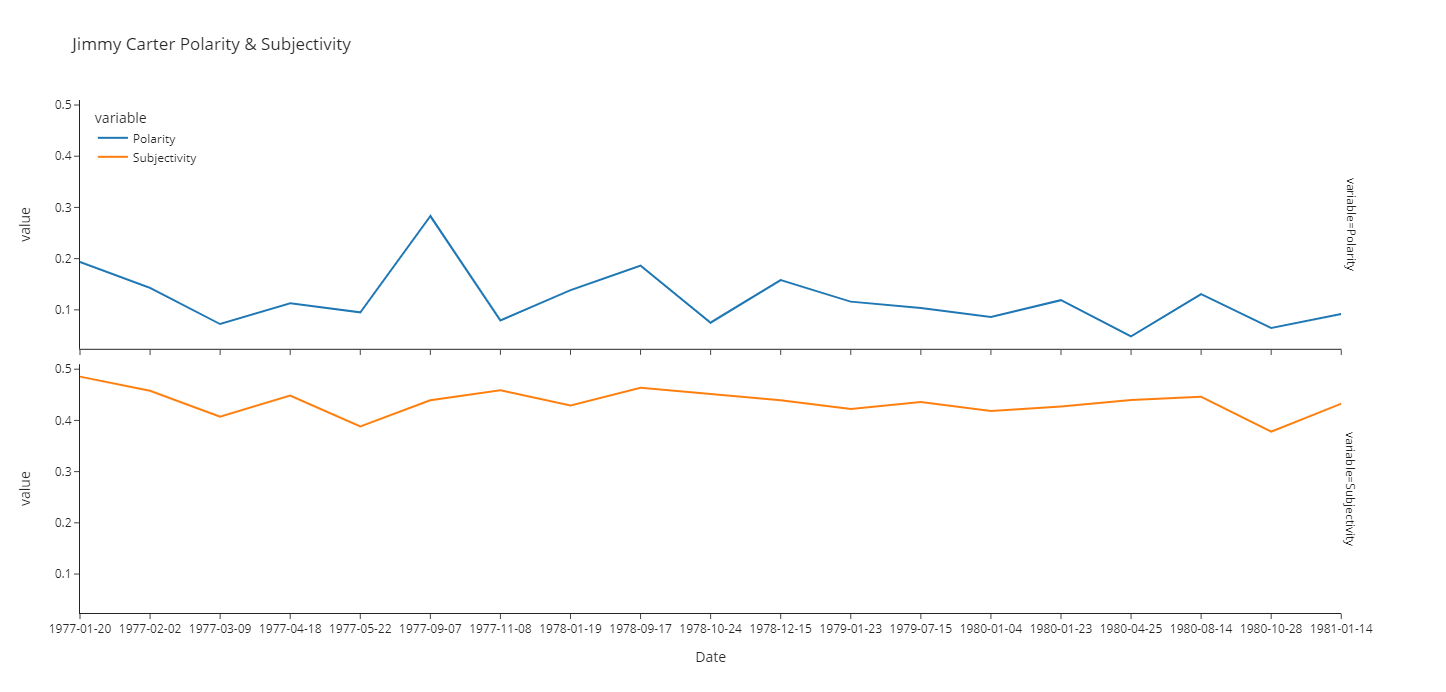 Jimmy Carter Polarity & Subjectivity
variable
Polarity
Subjectivity
value
0.5
0.4
0.3
0.2
0.1
variable=Polarity
value
0.5
0.4
0.3
0.2
0.1
variable=Subjectivity
1977-01-20 1977-02-02 1977-03-09 1977-04-18 1977-05-22 1977-09-07 1977-11-08 1978-01-19 1978-09-17 1978-10-24 1978-12-15 1979-01-23 1979-07-15 1980-01-04 1980-01-23 1980-04-25 1980-08-14 1980-10-28 1981-01-14
Date